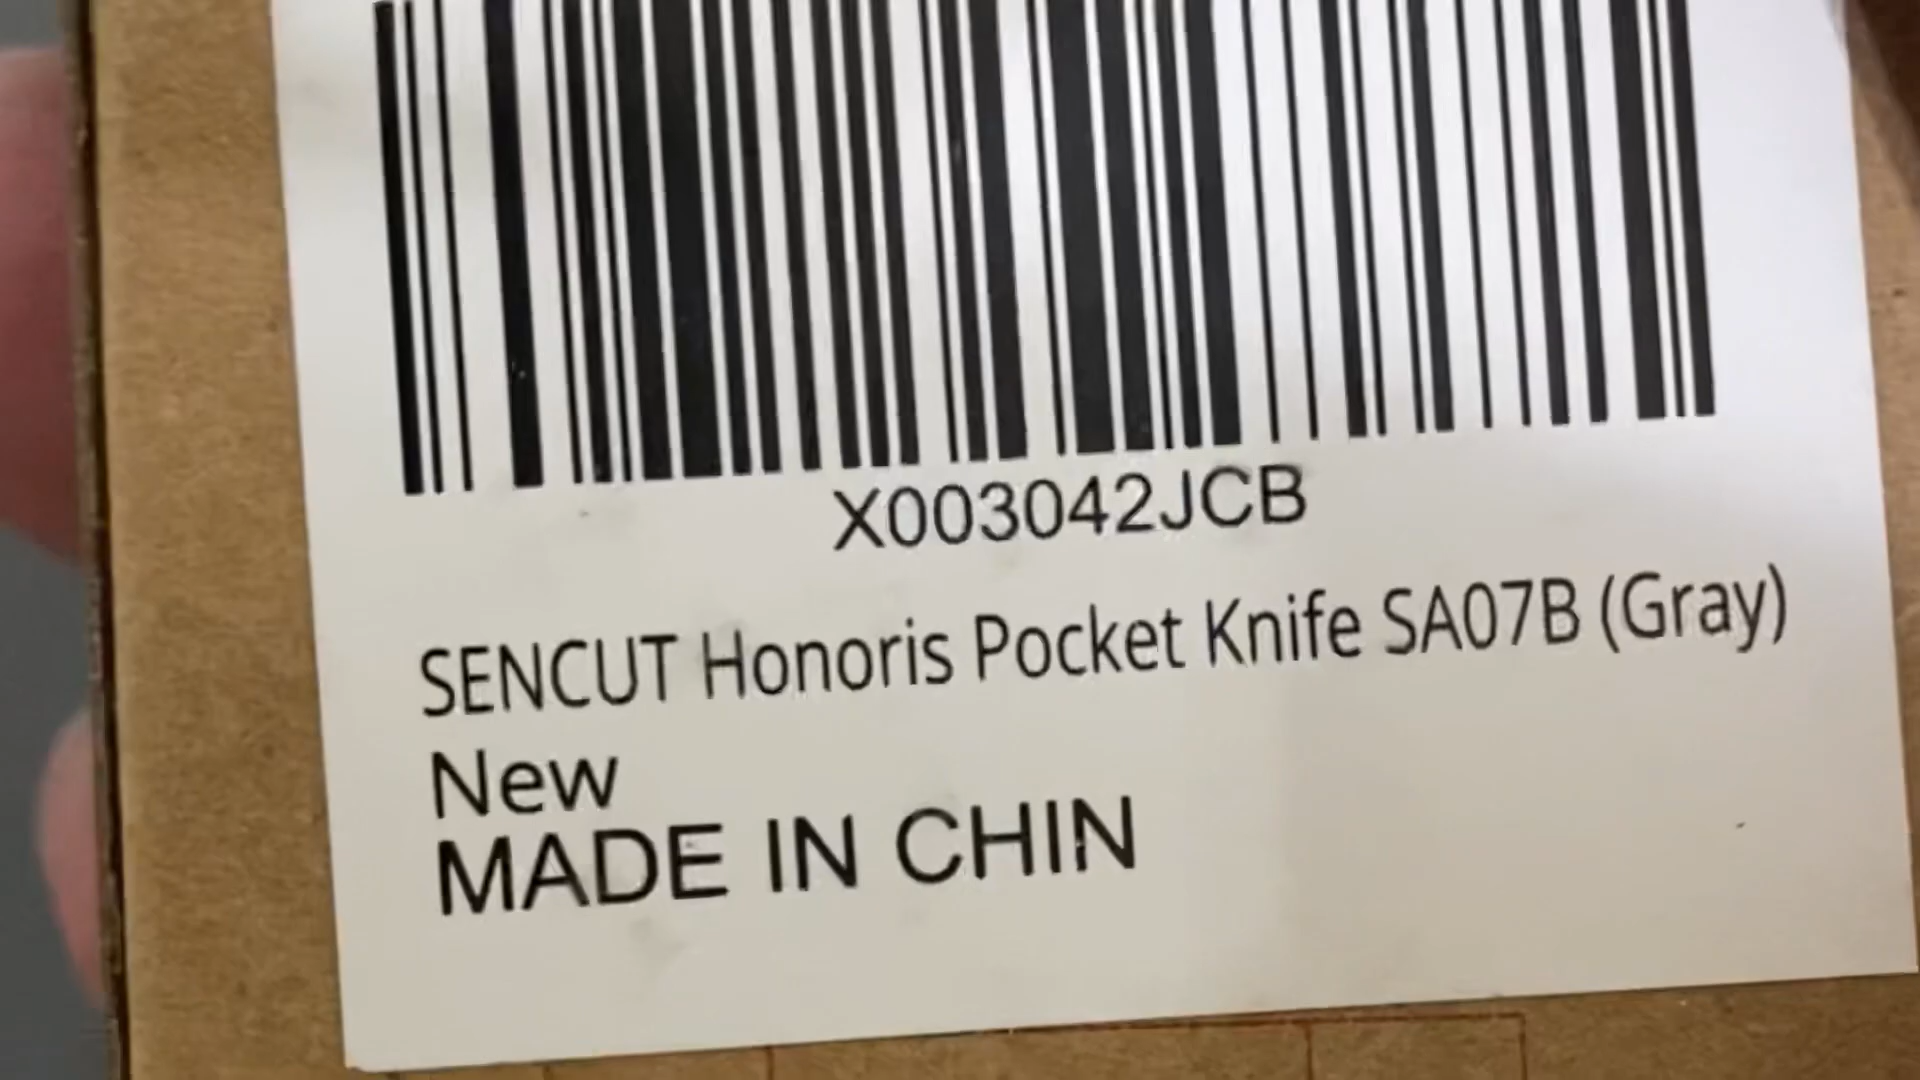 X003042JCB
SENCUT Honoris Pocket Knife SA07B (Gray)
New
MADE IN CHIN